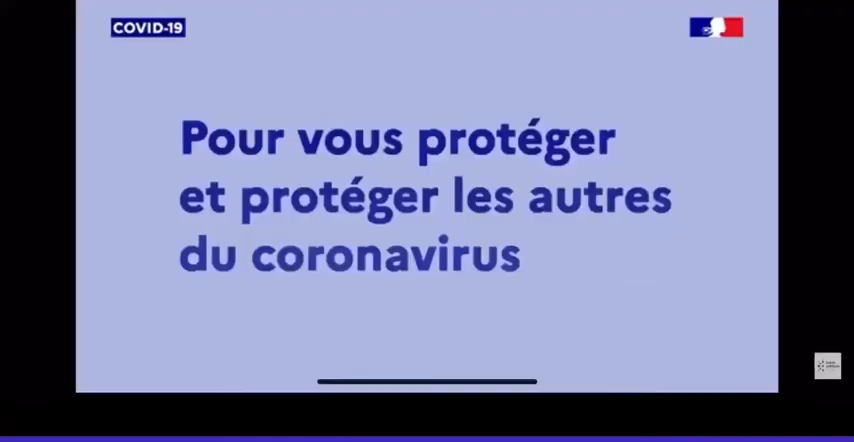 COVID-19
Pour vous protéger
et protéger les autres
du coronavirus